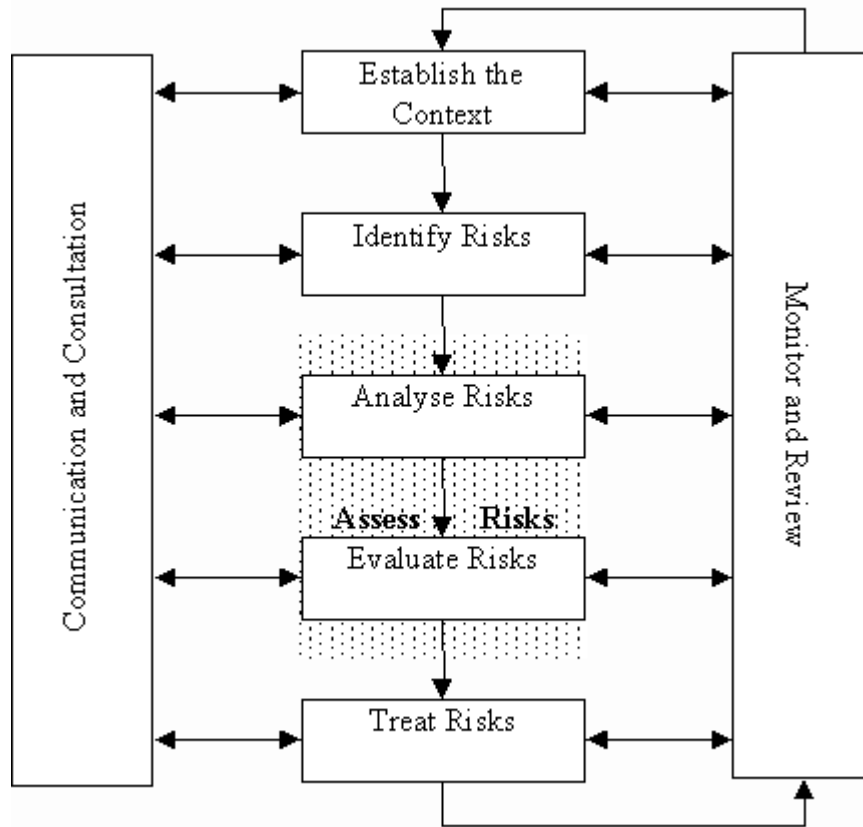 Establish the
Context
Communication and Consultation
Identify Risks
Monitor and Review
Analyse Risks
Assess Risks
Evaluate Risks
Treat Risks